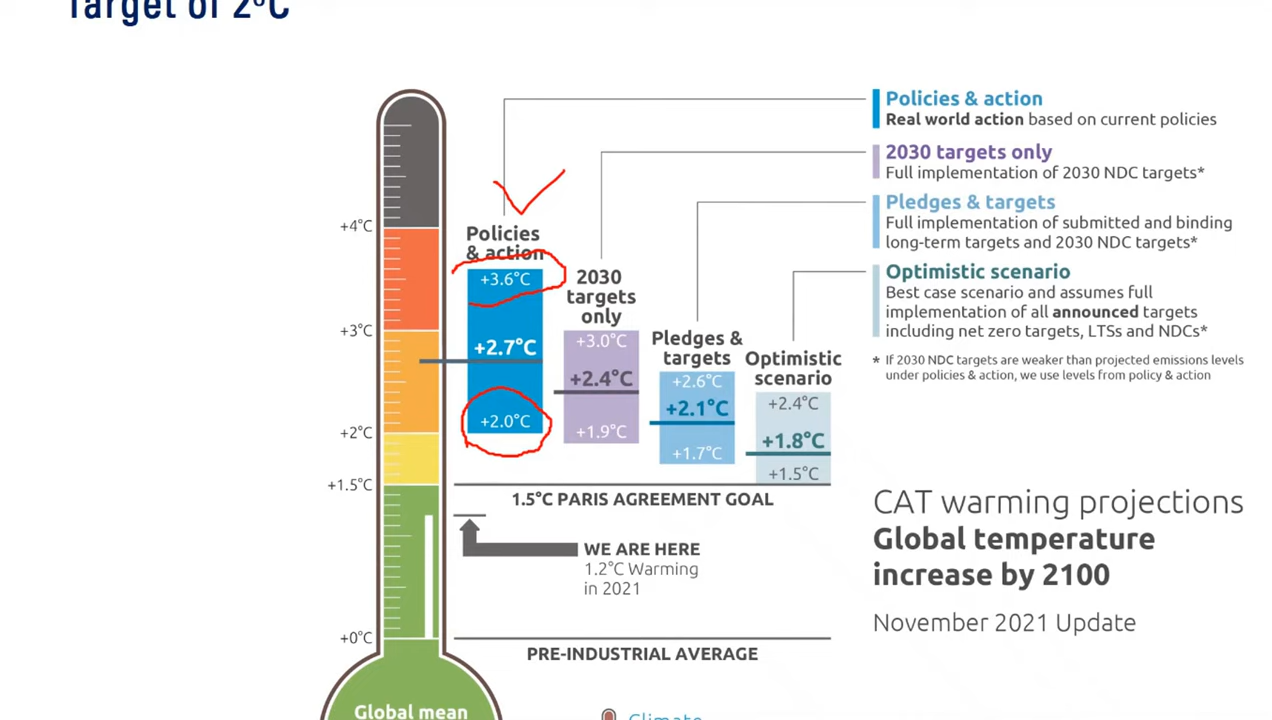 Target of 2°C
Policies & action
Real world action based on current policies
2030 targets only
Full implementation of 2030 NDC targets*
Pledges & targets
Full implementation of submitted and binding
long-term targets and 2030 NDC targets*
Optimistic scenario
Best case scenario and assumes full
implementation of all announced targets
including net zero targets, LTSs and NDCs*
* If 2030 NDC targets are weaker than projected emissions levels
under policies & action, we use levels from policy & action
+4°C
+3°C
+2°C
+1.5°C
+0°C
Policies
& action
+3.6°C
+2.7°C
+2.0°C
2030
targets
only
+3.0°C
+2.4°C
+1.9°C
Pledges &
targets
+2.6°C
+2.1°C
+1.7°C
Optimistic
scenario
+2.4°C
+1.8°C
+1.5°C
1.5°C PARIS AGREEMENT GOAL
WE ARE HERE
1.2°C Warming
in 2021
PRE-INDUSTRIAL AVERAGE
CAT warming projections
Global temperature
increase by 2100
November 2021 Update
Global mean
Climate